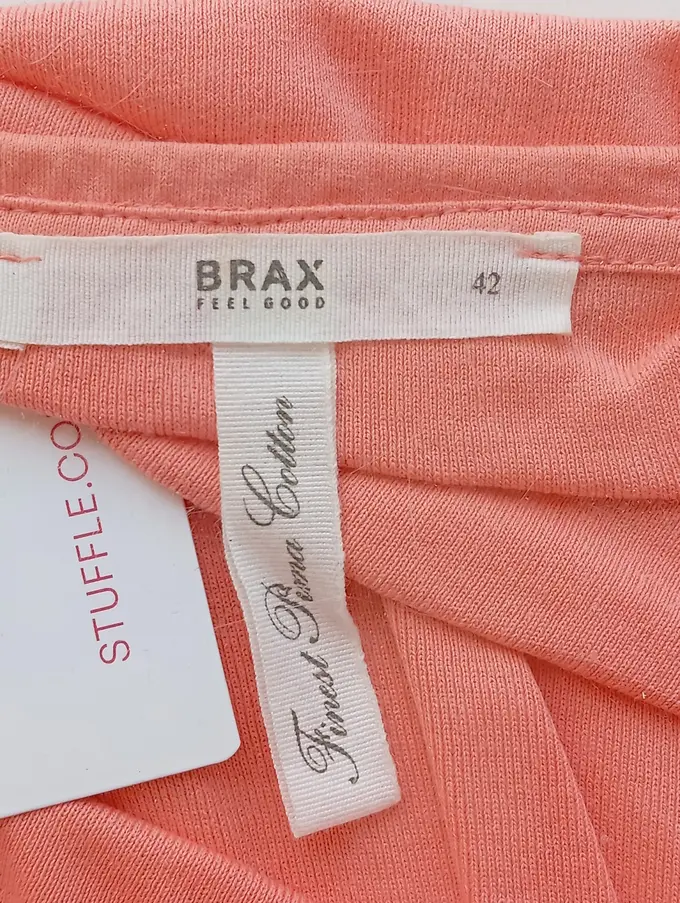 BRAX
FEEL GOOD
42
Finest Pima Cotton
STUFFLE.CO